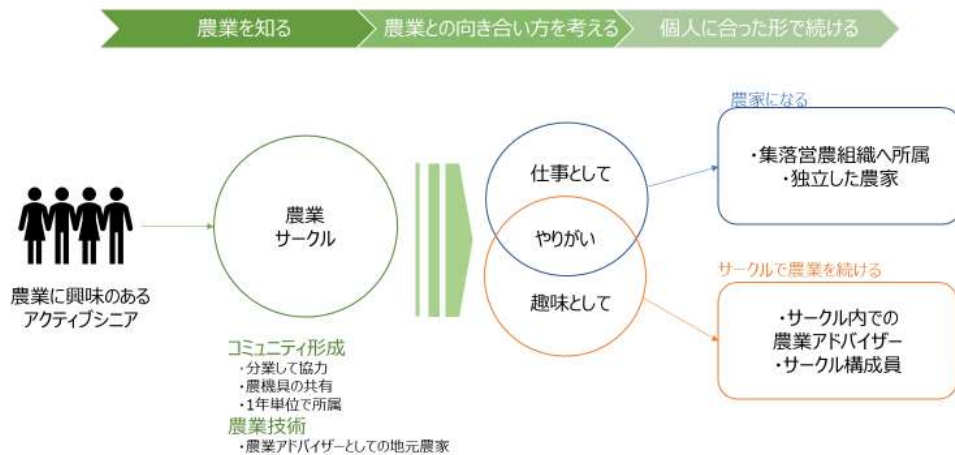 農業を知る
農業との向き合い方を考える
個人に合った形で続ける
農業に興味のある
アクティブシニア
農業
サークル
コミュニティ形成
・分業して協力
・農機具の共有
・1年単位で所属
農業技術
・農業アドバイザーとしての地元農家
仕事として
やりがい
趣味として
農家になる
・集落営農組織へ所属
・独立した農家
サークルで農業を続ける
・サークル内での
農業アドバイザー
・サークル構成員